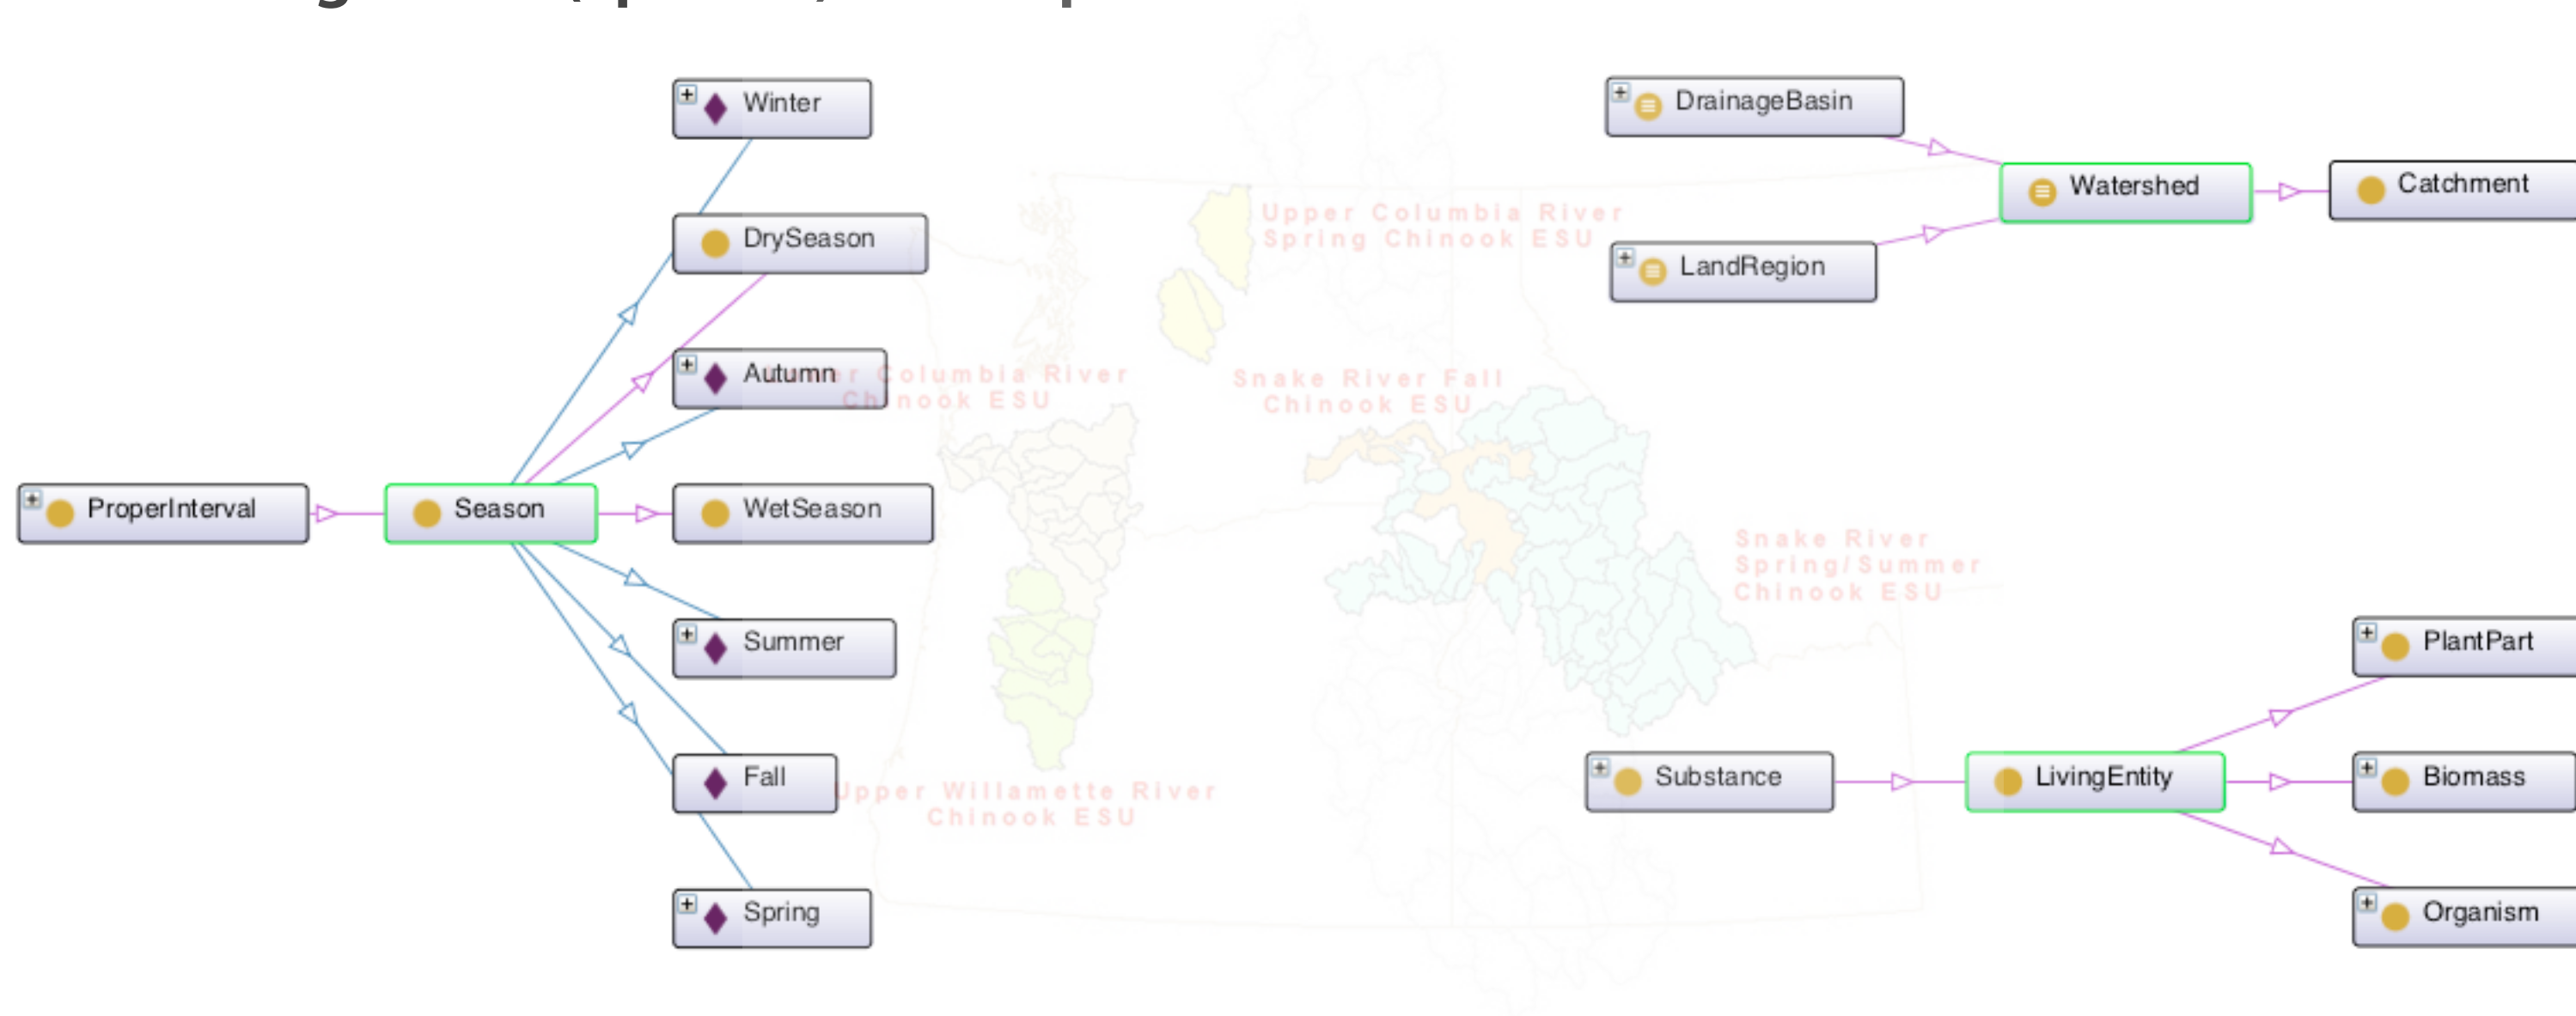 Winter
DrySeason
Autumn
ProperInterval
Season
WetSeason
Summer
Fall
Spring
DrainageBasin
Watershed
Catchment
LandRegion
Upper Columbia River
Spring Chinook ESU
Columbia River
Chinook ESU
Snake River Fall
Chinook ESU
Snake River
Spring/Summer
Chinook ESU
Upper Willamette River
Chinook ESU
PlantPart
Substance
LivingEntity
Biomass
Organism